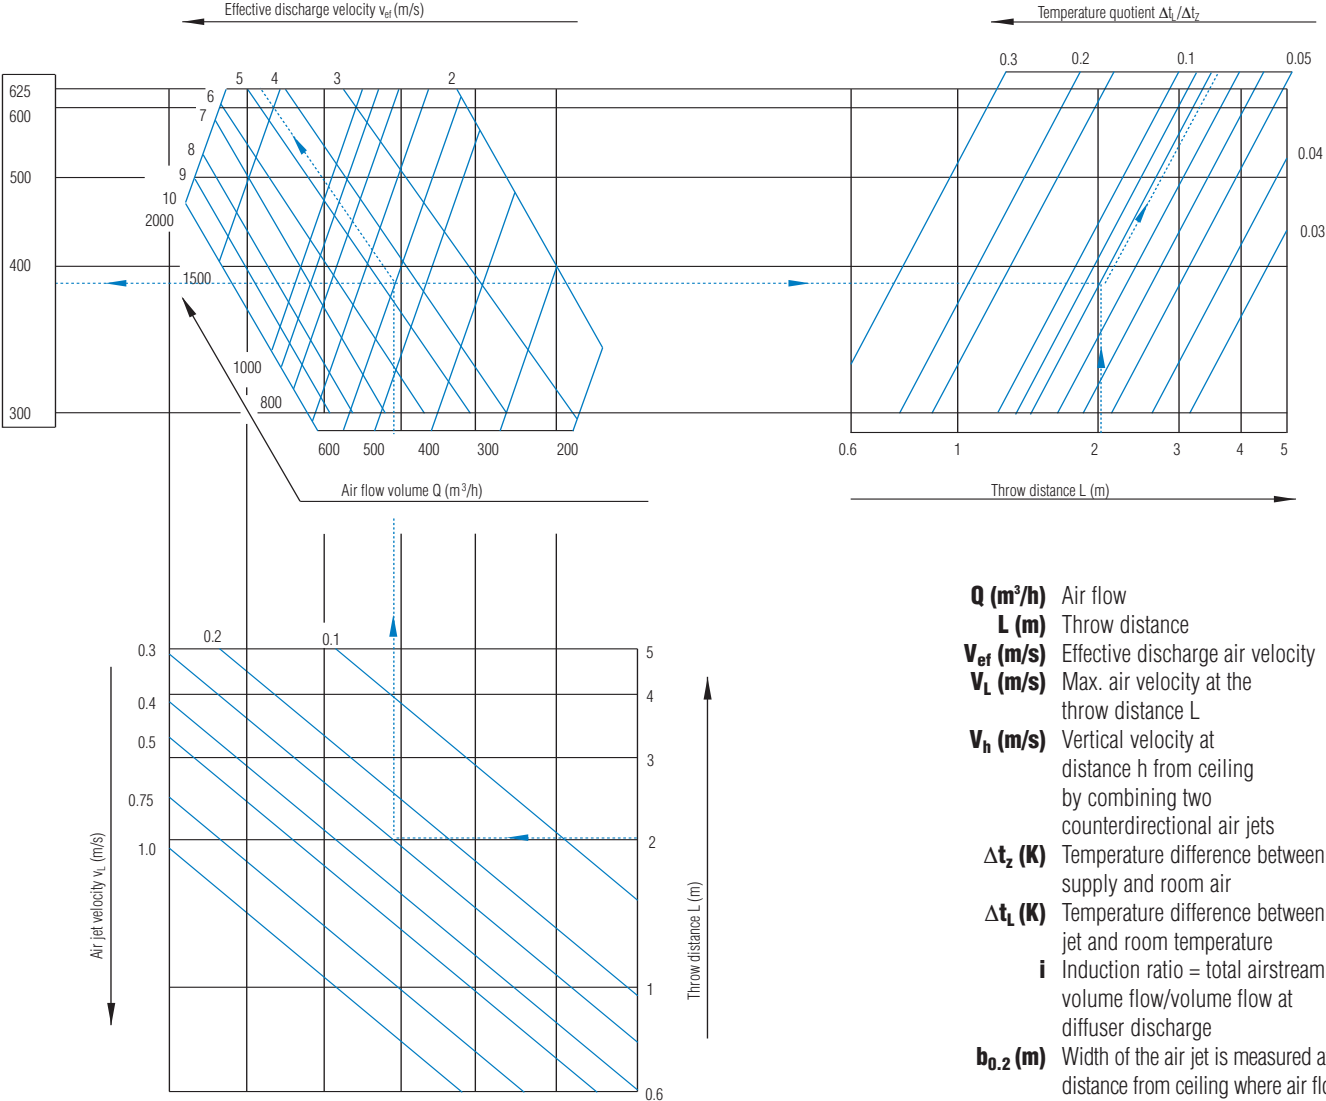 Effective discharge velocity vef (m/s)
Temperature quotient ΔtL/ΔtZ
0.3 0.2 0.1 0.05
5 4 3 2
625
600
500
400
300
6
7
8
9
10
2000
1500
1000
800
600 500 400 300 200
0.04
0.03
0.6 1 2 3 4 5
Air flow volume Q (m³/h)
Throw distance L (m)
0.3 0.2 0.1
0.4
0.5
0.75
1.0
5
4
3
2
1
0.6
Air jet velocity vL (m/s)
Throw distance L (m)
Q (m³/h) Air flow
L (m) Throw distance
Vef (m/s) Effective discharge air velocity
VL (m/s) Max. air velocity at the
throw distance L
Vh (m/s) Vertical velocity at
distance h from ceiling
by combining two
counterdirectional air jets
Δtz (K) Temperature difference between
supply and room air
ΔtL (K) Temperature difference between
jet and room temperature
i Induction ratio = total airstream
volume flow/volume flow at
diffuser discharge
b0.2 (m) Width of the air jet is measured a
distance from ceiling where air